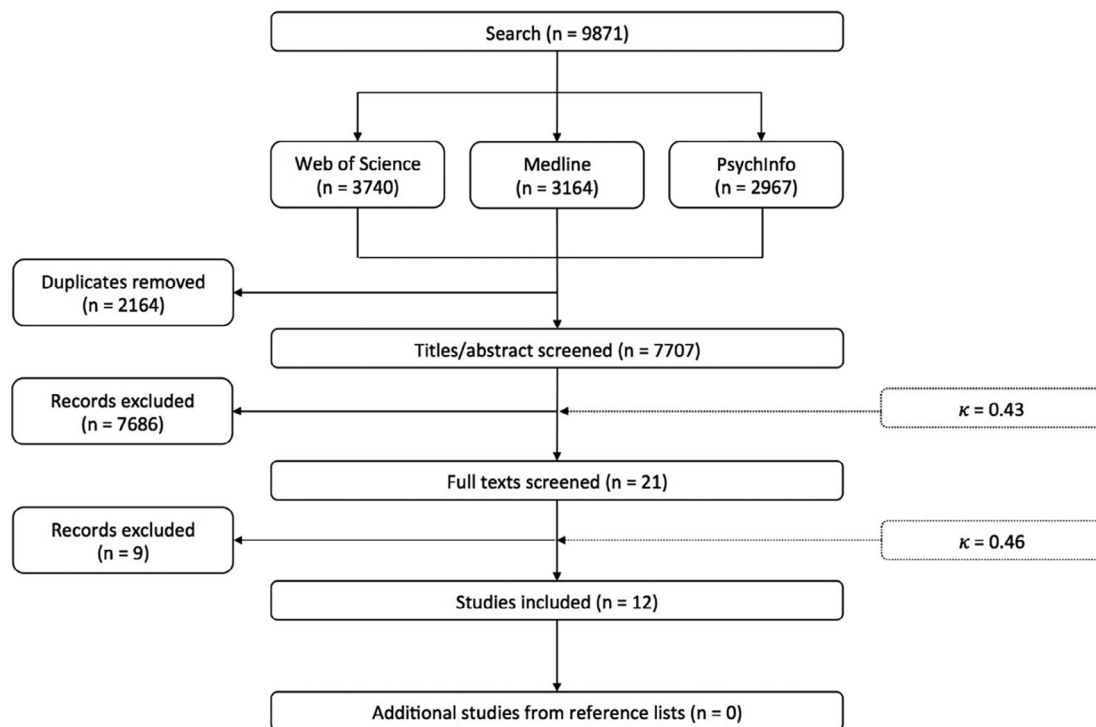 Search (n = 9871)
Web of Science
(n = 3740)
Medline
(n = 3164)
PsychInfo
(n = 2967)
Duplicates removed
(n = 2164)
Titles/abstract screened (n = 7707)
Records excluded
(n = 7686)
κ = 0.43
Full texts screened (n = 21)
Records excluded
(n = 9)
κ = 0.46
Studies included (n = 12)
Additional studies from reference lists (n = 0)